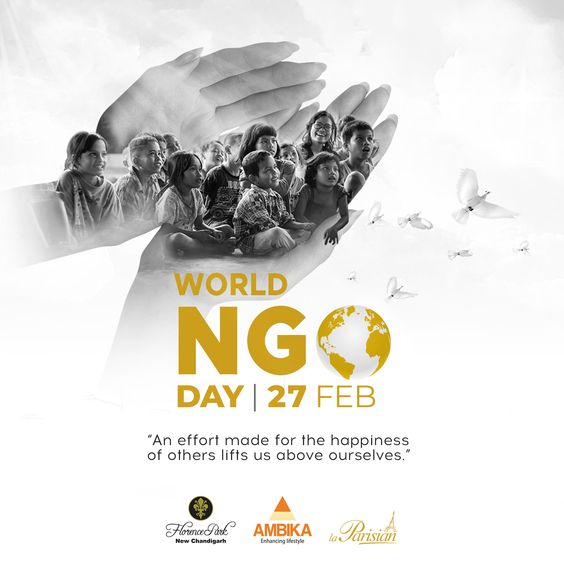 WORLD
NGO
DAY | 27 FEB
“An effort made for the happiness
of others lifts us above ourselves.”
Florence Park
New Chandigarh
AMBIKA
Enhancing lifestyle
la Parisian